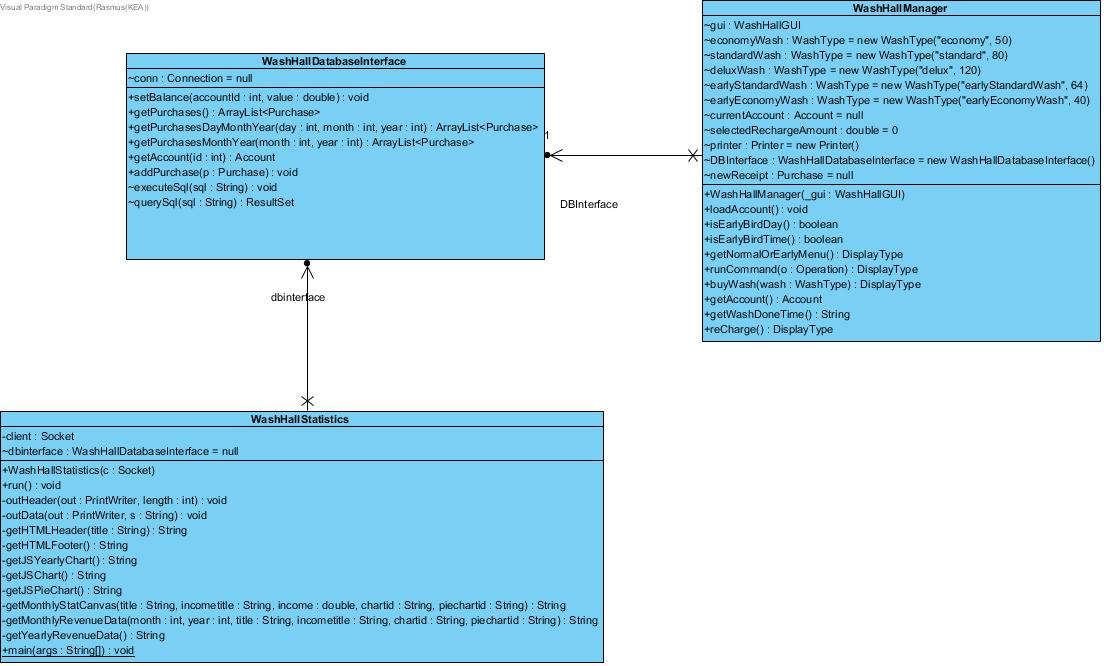 Visual Paradigm Standard(Rasmus(KEA))
WashHallManager
~gui : WashHallGUI
~economyWash : WashType = new WashType("economy", 50)
~standardWash : WashType = new WashType("standard", 80)
~deluxWash : WashType = new WashType("delux", 120)
~earlyStandardWash : WashType = new WashType("earlyStandardWash", 64)
~earlyEconomyWash : WashType = new WashType("earlyEconomyWash", 40)
~currentAccount : Account = null
~selectedRechargeAmount : double = 0
~printer : Printer = new Printer()
~DBInterface : WashHallDatabaseInterface = new WashHallDatabaseInterface()
~newReceipt : Purchase = null
+WashHallManager(_gui : WashHallGUI)
+loadAccount() : void
+isEarlyBirdDay() : boolean
+isEarlyBirdTime() : boolean
+getNormalOrEarlyMenu() : DisplayType
+runCommand(o : Operation) : DisplayType
+buyWash(wash : WashType) : DisplayType
+getAccount() : Account
+getWashDoneTime() : String
+reCharge() : DisplayType
WashHallDatabaseInterface
~conn : Connection = null
+setBalance(accountId : int, value : double) : void
+getPurchases() : ArrayList<Purchase>
+getPurchasesDayMonthYear(day : int, month : int, year : int) : ArrayList<Purchase>
+getPurchasesMonthYear(month : int, year : int) : ArrayList<Purchase>
+getAccount(id : int) : Account
+addPurchase(p : Purchase) : void
~executeSql(sql : String) : void
~querySql(sql : String) : ResultSet
1
DBInterface
dbinterface
WashHallStatistics
-client : Socket
~dbinterface : WashHallDatabaseInterface = null
+WashHallStatistics(c : Socket)
+run() : void
-outHeader(out : PrintWriter, length : int) : void
-outData(out : PrintWriter, s : String) : void
-getHTMLHeader(title : String) : String
-getHTMLFooter() : String
-getJSYearlyChart() : String
-getJSChart() : String
-getJSPieChart() : String
-getMonthlyStatCanvas(title : String, incometitle : String, income : double, chartid : String, piechartid : String) : String
-getMonthlyRevenueData(month : int, year : int, title : String, incometitle : String, chartid : String, piechartid : String) : String
-getYearlyRevenueData() : String
+main(args : String[]) : void